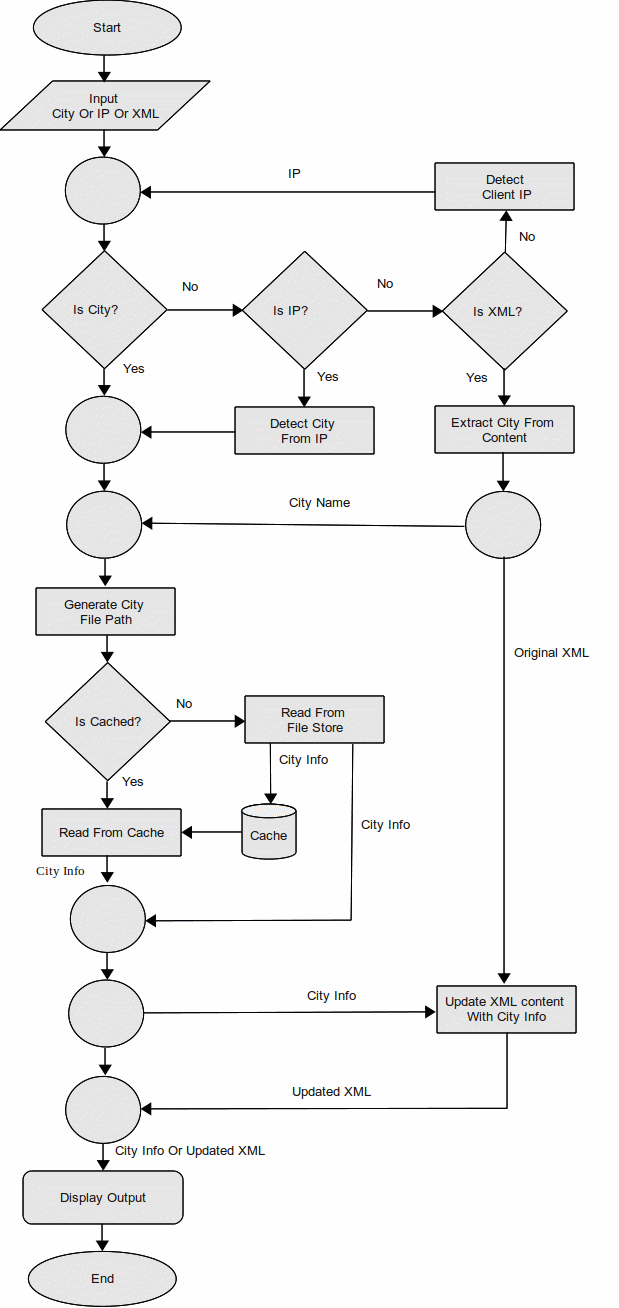 Start
Input
City Or IP Or XML
IP
Detect
Client IP
No
Is City?
No
Is IP?
No
Is XML?
Yes
Yes
Yes
Detect City
From IP
Extract City From
Content
City Name
Generate City
File Path
Original XML
Is Cached?
No
Read From
File Store
City Info
Yes
Read From Cache
Cache
City Info
City Info
City Info
Update XML content
With City Info
Updated XML
City Info Or Updated XML
Display Output
End